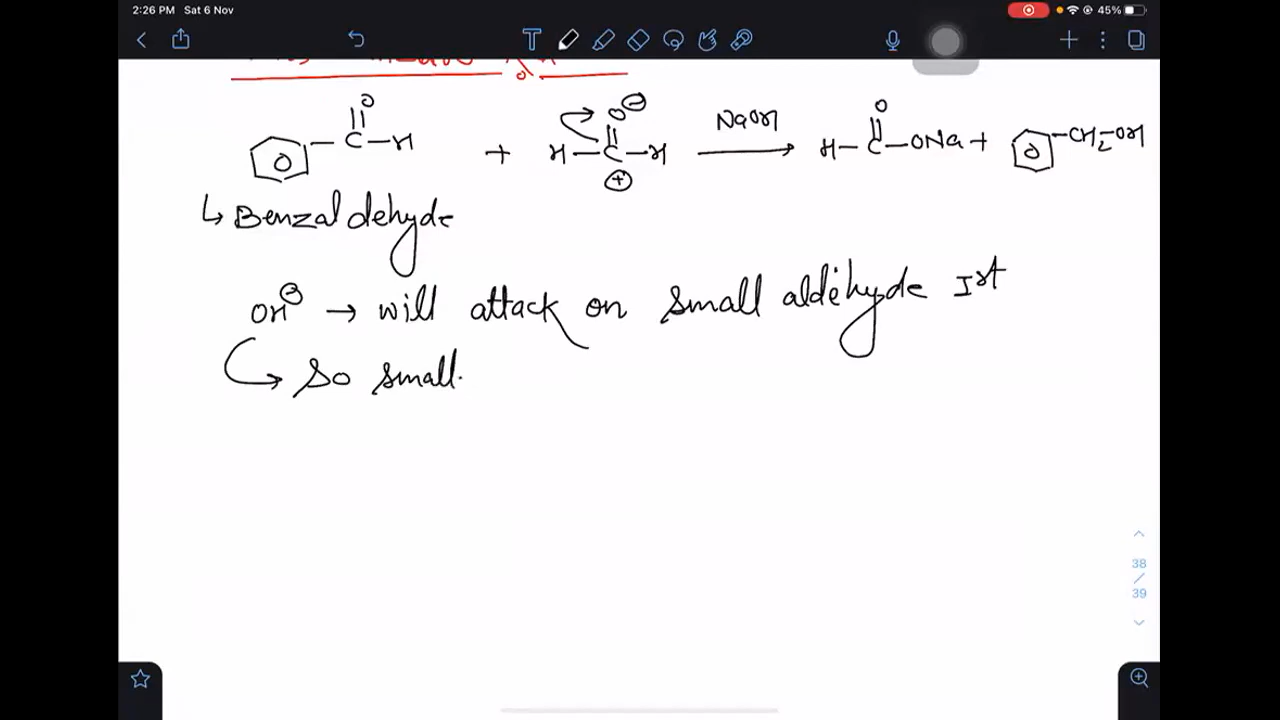 2:26 PM Sat 6 Nov
45%
O O⊖ O
|| || NaOH ||
⌬–C–H + H–C–H ⟶ H–C–ONa + ⌬–CH₂–OH
⊕
↳ Benzaldehyde
OH⊖ → will attack on small aldehyde Ist
↳ So small.
38
/
39